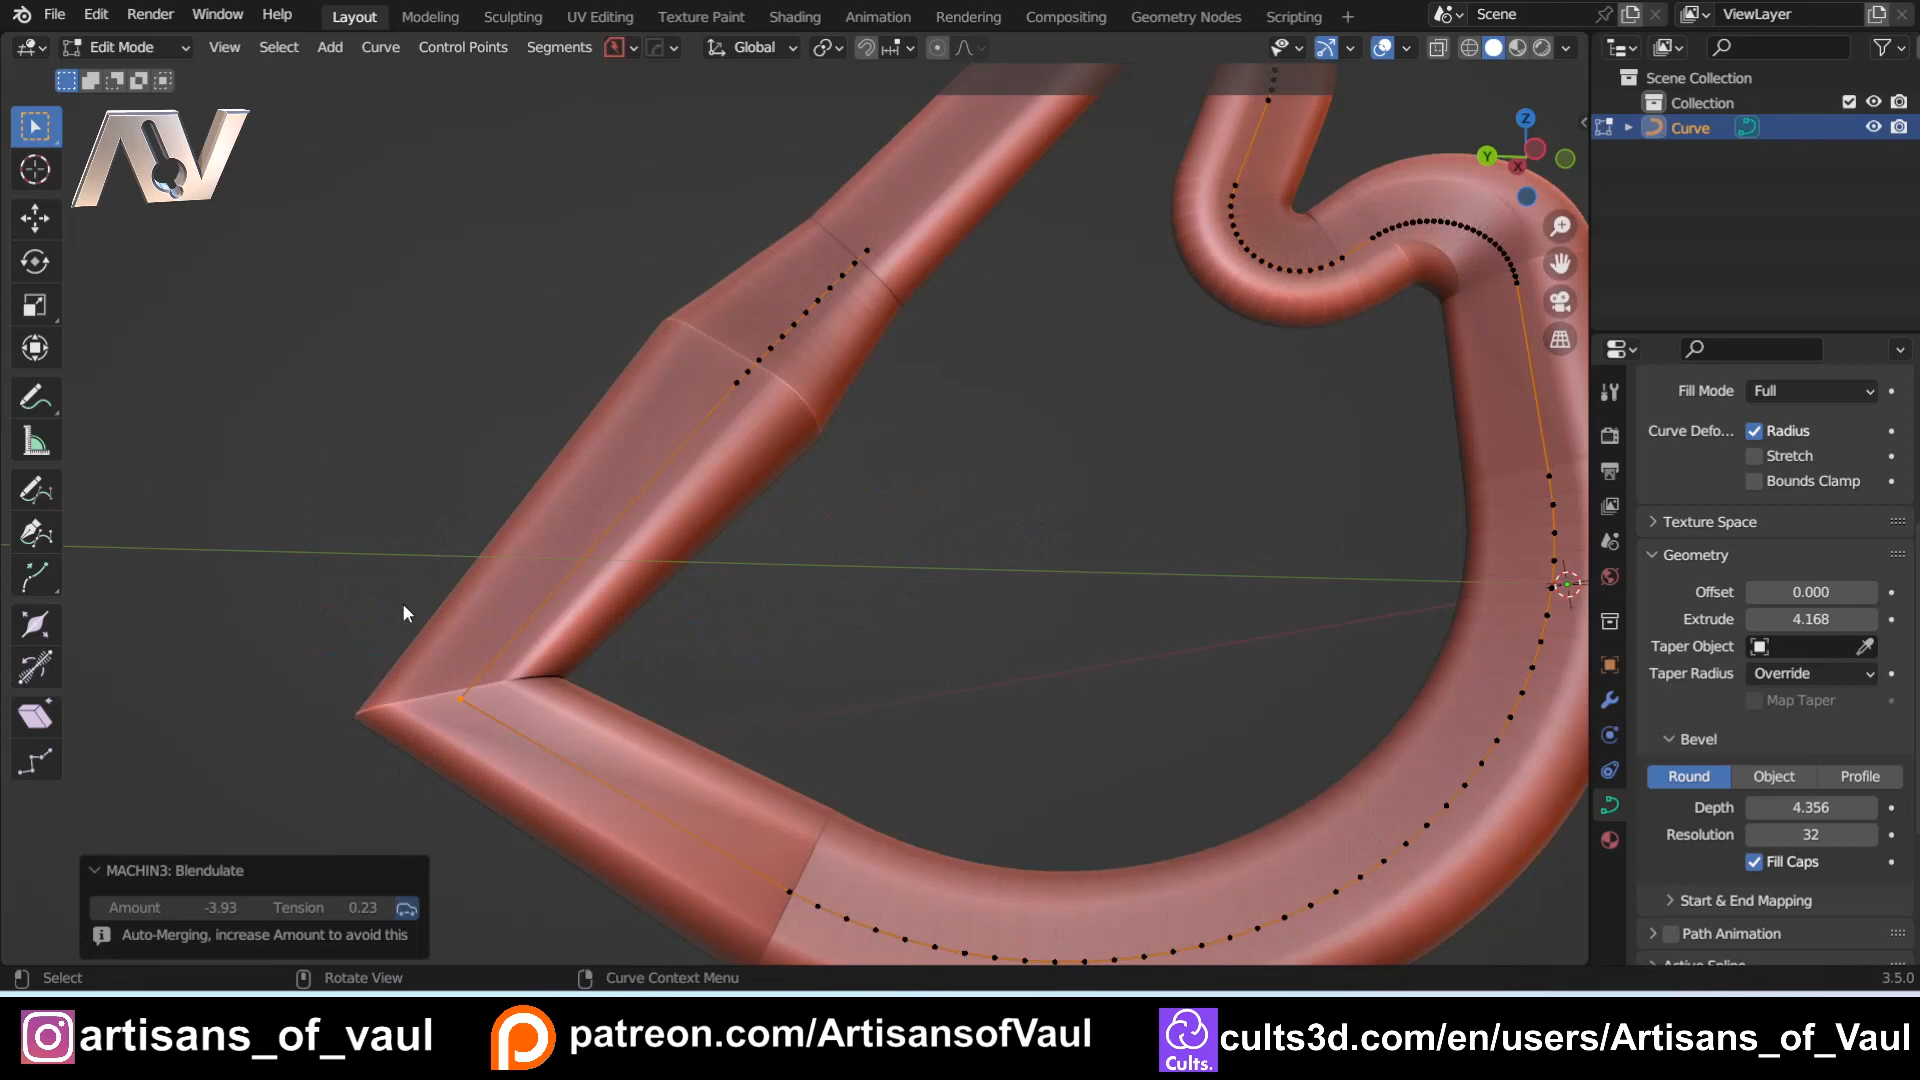 File Edit Render Window Help Layout Modeling Sculpting UV Editing Texture Paint Shading Animation Rendering Compositing Geometry Nodes Scripting + Scene ViewLayer
Edit Mode View Select Add Curve Control Points Segments Global
Scene Collection
Collection
Curve
Z
Y
X
AV
Fill Mode Full
Curve Defo... Radius
Stretch
Bounds Clamp
Texture Space
Geometry
Offset 0.000
Extrude 4.168
Taper Object
Taper Radius Override
Map Taper
Bevel
Round Object Profile
Depth 4.356
Resolution 32
Fill Caps
Start & End Mapping
Path Animation
Active Spline
MACHIN3: Blendulate
Amount -3.93 Tension 0.23
Auto-Merging, increase Amount to avoid this
Select Rotate View Curve Context Menu 3.5.0
artisans_of_vaul patreon.com/ArtisansofVaul cults3d.com/en/users/Artisans_of_Vaul
Cults.